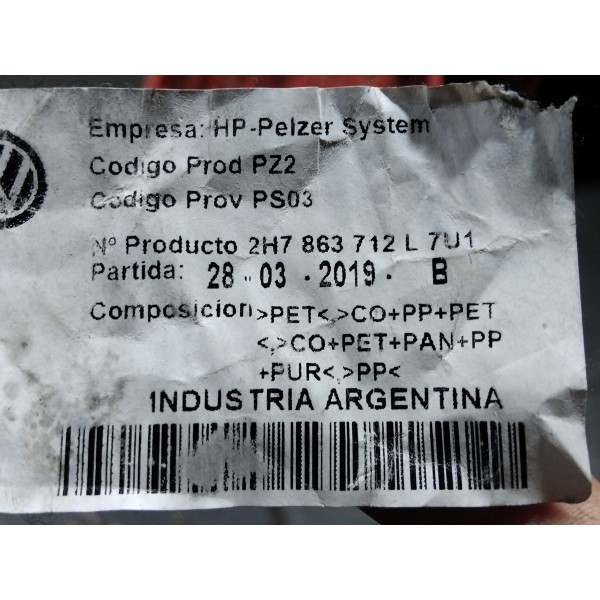 Empresa: HP-Pelzer System
Codigo Prod PZ2
Codigo Prov PS03
Nº Producto 2H7 863 712 L 7U1
Partida: 28 - 03 - 2019 - B
Composicion >PET<,>CO+PP+PET
<,>CO+PET+PAN+PP
+PUR<,>PP<
INDUSTRIA ARGENTINA